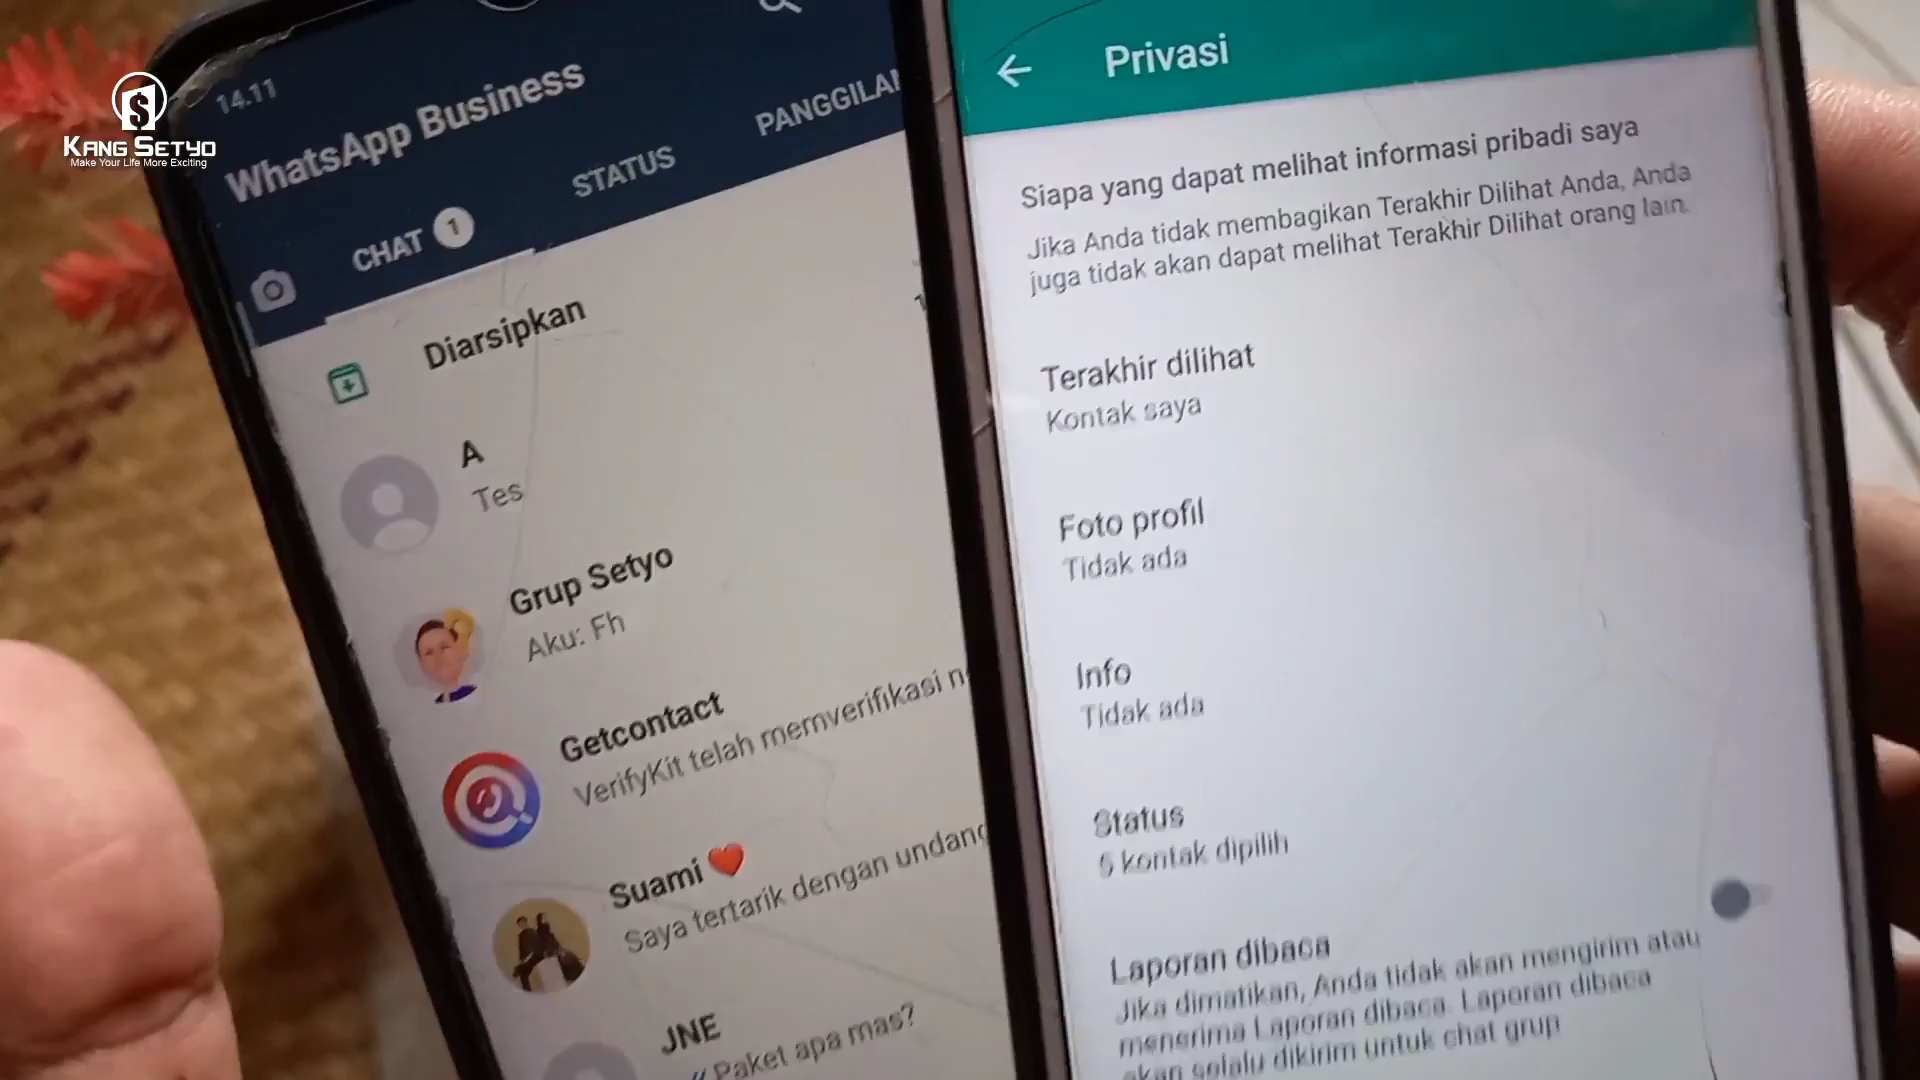 KANG SETYO
Make Your Life More Exciting
14.11
WhatsApp Business
CHAT 1
STATUS
PANGGILAN
Diarsipkan
1
A
Tes
Grup Setyo
Aku: Fh
Getcontact
VerifyKit telah memverifikasi n
Suami ❤️
Saya tertarik dengan undang
JNE
Paket apa mas?
Privasi
Siapa yang dapat melihat informasi pribadi saya
Jika Anda tidak membagikan Terakhir Dilihat Anda, Anda
juga tidak akan dapat melihat Terakhir Dilihat orang lain.
Terakhir dilihat
Kontak saya
Foto profil
Tidak ada
Info
Tidak ada
Status
kontak dipilih
Laporan dibaca
Jika dimatikan, Anda tidak akan mengirim atau
menerima Laporan dibaca. Laporan dibaca
akan selalu dikirim untuk chat grup